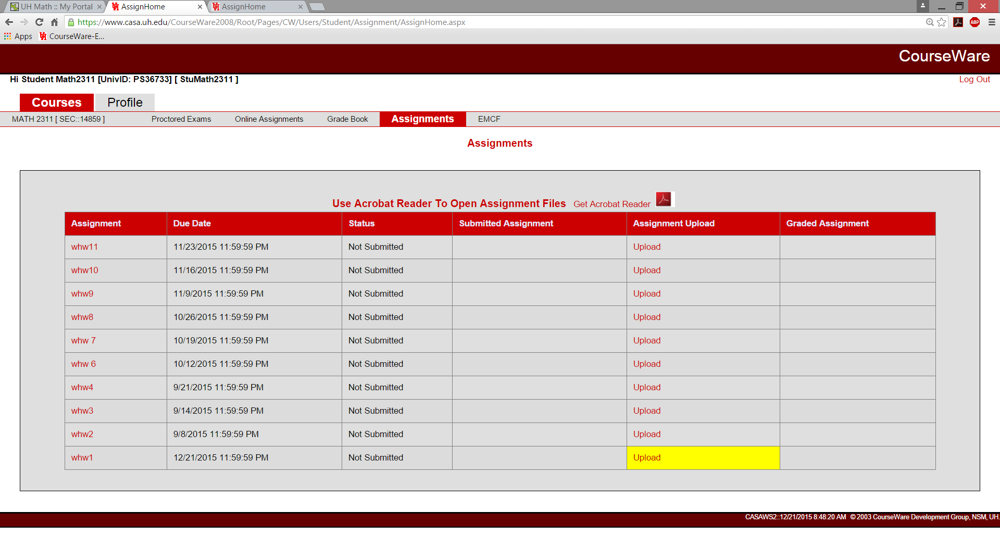 UH Math :: My Portal
AssignHome
AssignHome
https://www.casa.uh.edu/CourseWare2008/Root/Pages/CW/Users/Student/Assignment/AssignHome.aspx
ABP
Apps
CourseWare-E...
CourseWare
Hi Student Math2311 [UnivID: PS36733] [ StuMath2311 ]
Log Out
Courses
Profile
MATH 2311 [ SEC::14859 ]
Proctored Exams
Online Assignments
Grade Book
Assignments
EMCF
Assignments
Use Acrobat Reader To Open Assignment Files Get Acrobat Reader
Assignment Due Date Status Submitted Assignment Assignment Upload Graded Assignment
whw11 11/23/2015 11:59:59 PM Not Submitted Upload
whw10 11/16/2015 11:59:59 PM Not Submitted Upload
whw9 11/9/2015 11:59:59 PM Not Submitted Upload
whw8 10/26/2015 11:59:59 PM Not Submitted Upload
whw 7 10/19/2015 11:59:59 PM Not Submitted Upload
whw 6 10/12/2015 11:59:59 PM Not Submitted Upload
whw4 9/21/2015 11:59:59 PM Not Submitted Upload
whw3 9/14/2015 11:59:59 PM Not Submitted Upload
whw2 9/8/2015 11:59:59 PM Not Submitted Upload
whw1 12/21/2015 11:59:59 PM Not Submitted Upload
CASAWS2::12/21/2015 8:48:20 AM © 2003 CourseWare Development Group, NSM, UH.